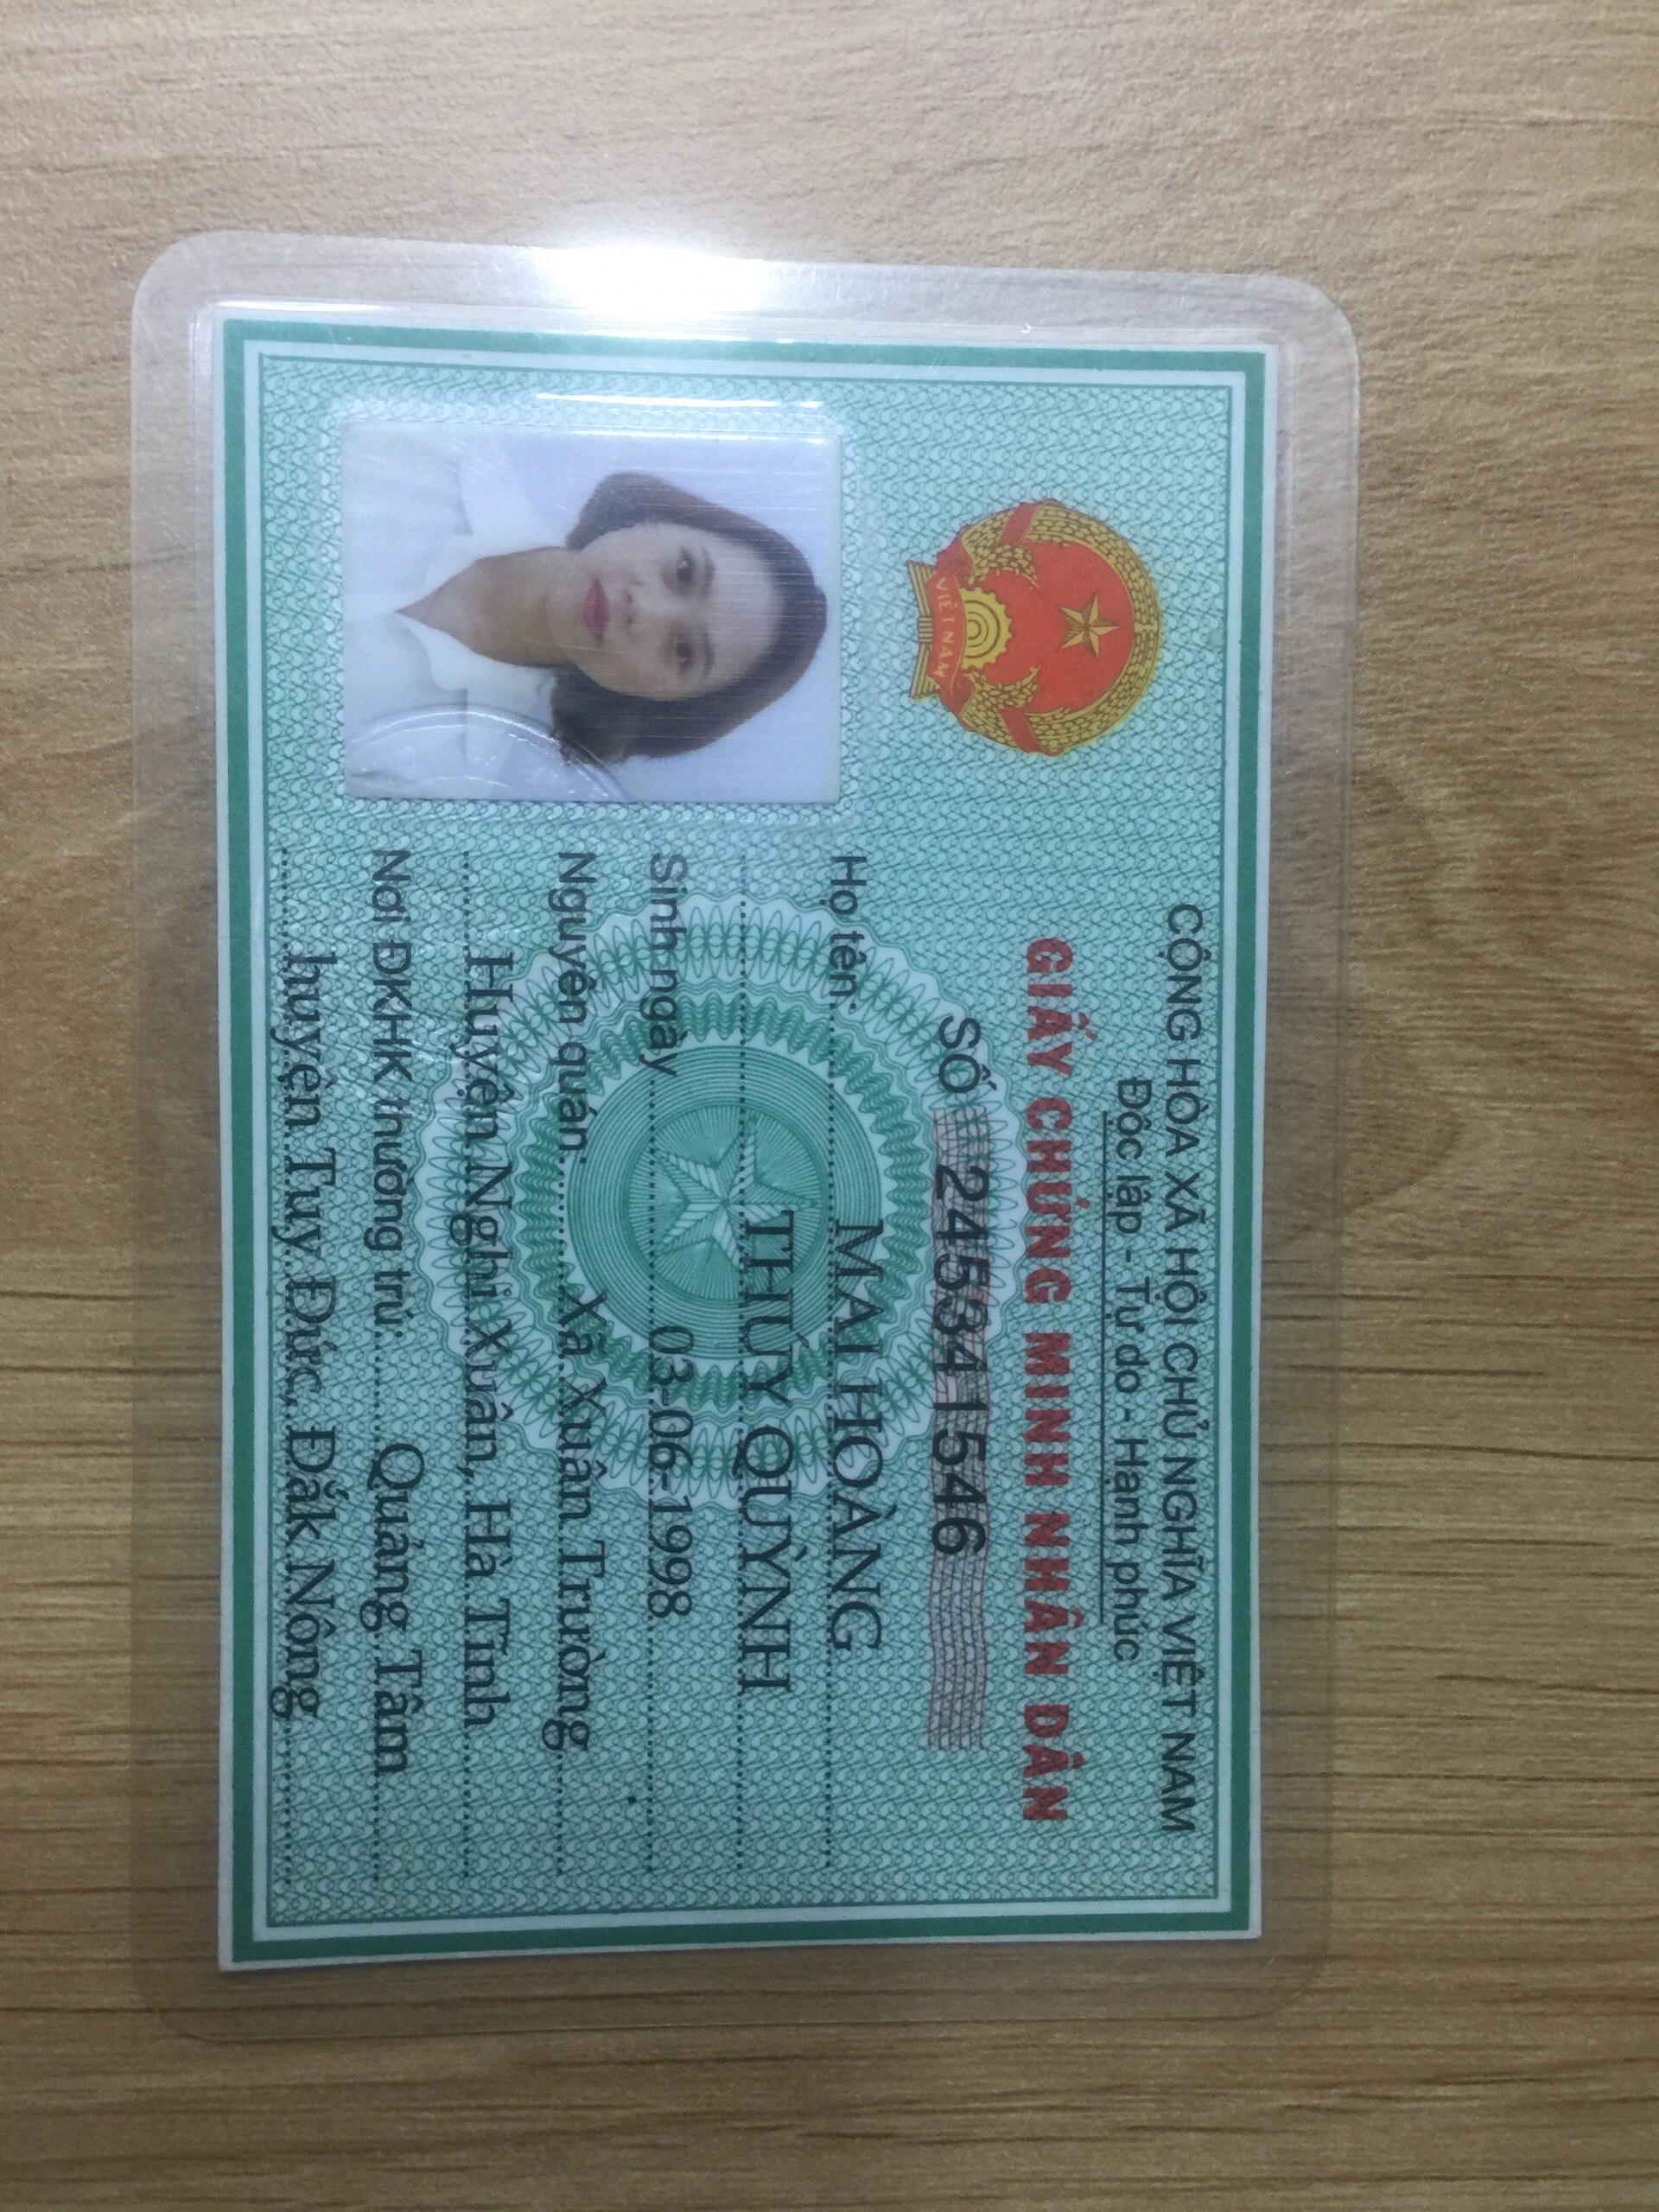 CỘNG HÒA XÃ HỘI CHỦ NGHĨA VIỆT NAM
Độc lập - Tự do - Hạnh phúc
GIẤY CHỨNG MINH NHÂN DÂN
SỐ 245341546
Họ tên: MAI HOÀNG
THÚY QUỲNH
Sinh ngày 03-06-1998
Nguyên quán: Xã Xuân Trường
Huyện Nghi Xuân, Hà Tĩnh
Nơi ĐKHK thường trú: Quảng Tâm
huyện Tuy Đức, Đắk Nông
VIỆT NAM